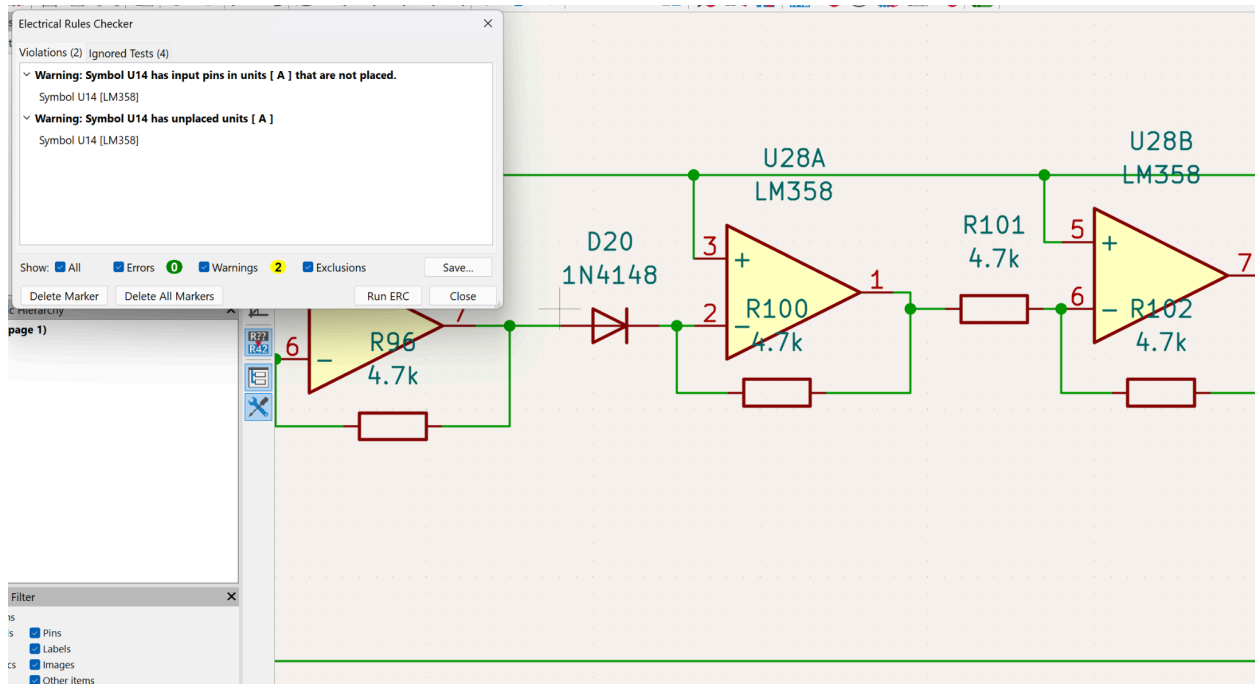 Electrical Rules Checker
Violations (2) Ignored Tests (4)
Warning: Symbol U14 has input pins in units [ A ] that are not placed.
Symbol U14 [LM358]
Warning: Symbol U14 has unplaced units [ A ]
Symbol U14 [LM358]
Show: All Errors 0 Warnings 2 Exclusions Save...
Delete Marker Delete All Markers Run ERC Close
page 1)
R??
R42
Filter
Pins
Labels
Images
Other items
6
−
7
R96
4.7k
D20
1N4148
U28A
LM358
3
+
2
−
1
R100
4.7k
R101
4.7k
U28B
LM358
5
+
6
−
7
R102
4.7k